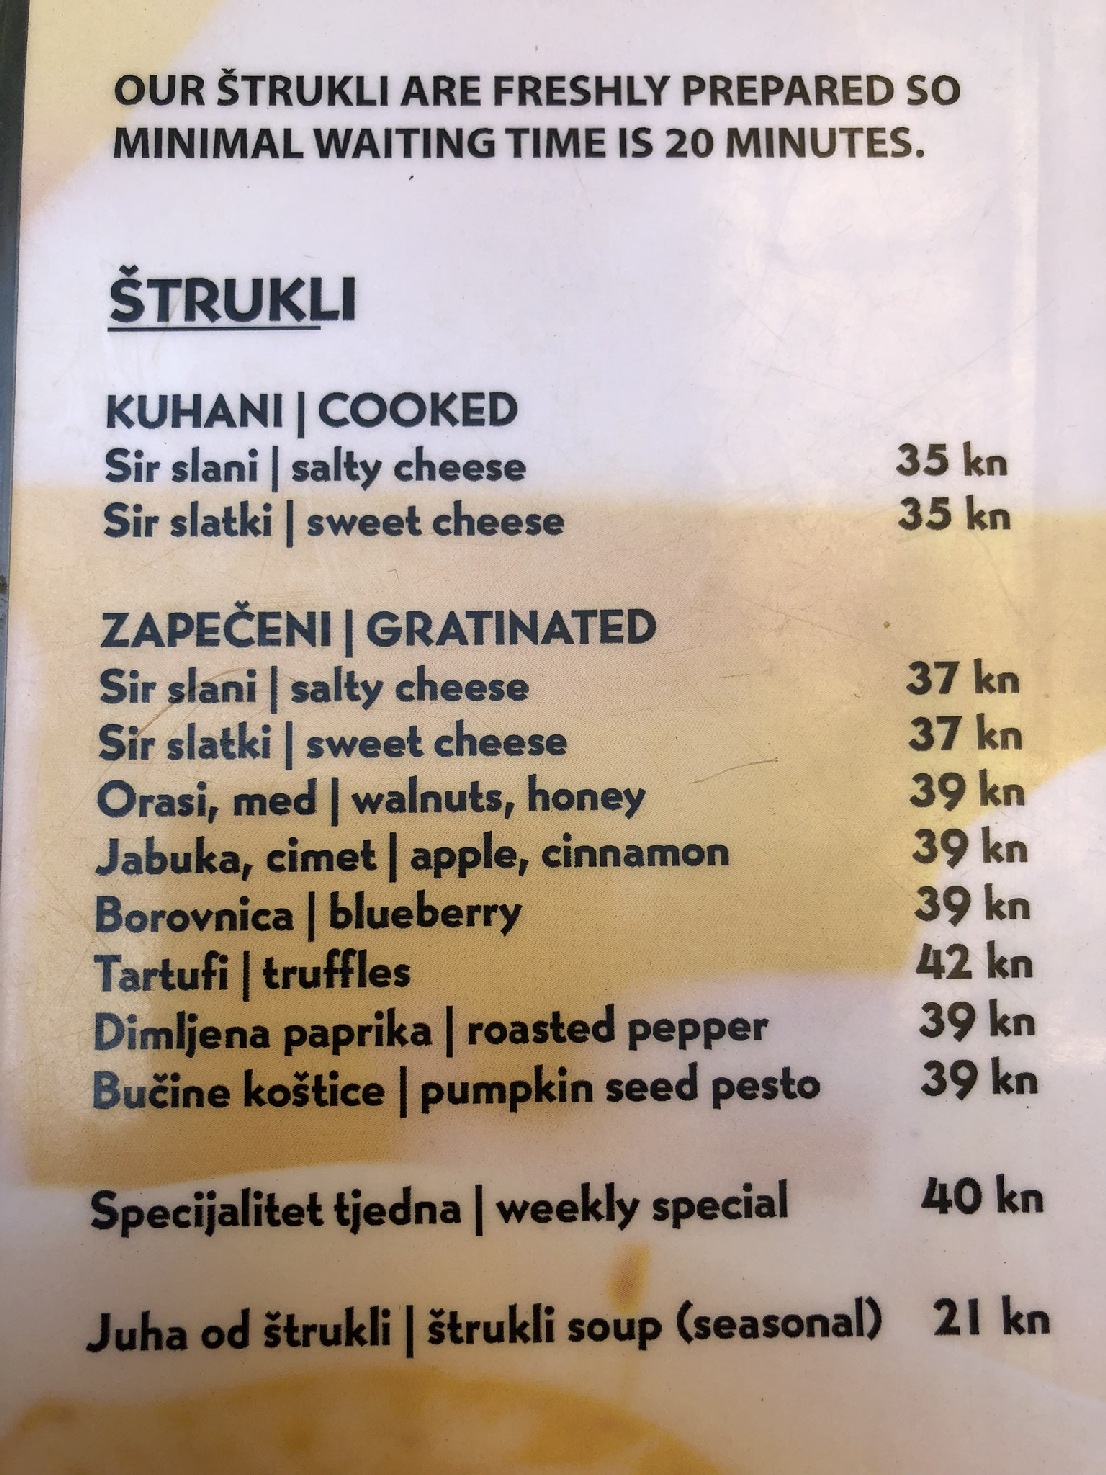 OUR ŠTRUKLI ARE FRESHLY PREPARED SO
MINIMAL WAITING TIME IS 20 MINUTES.
ŠTRUKLI
KUHANI | COOKED
Sir slani | salty cheese 35 kn
Sir slatki | sweet cheese 35 kn
ZAPEČENI | GRATINATED
Sir slani | salty cheese 37 kn
Sir slatki | sweet cheese 37 kn
Orasi, med | walnuts, honey 39 kn
Jabuka, cimet | apple, cinnamon 39 kn
Borovnica | blueberry 39 kn
Tartufi | truffles 42 kn
Dimljena paprika | roasted pepper 39 kn
Bučine koštice | pumpkin seed pesto 39 kn
Specijalitet tjedna | weekly special 40 kn
Juha od štrukli | štrukli soup (seasonal) 21 kn